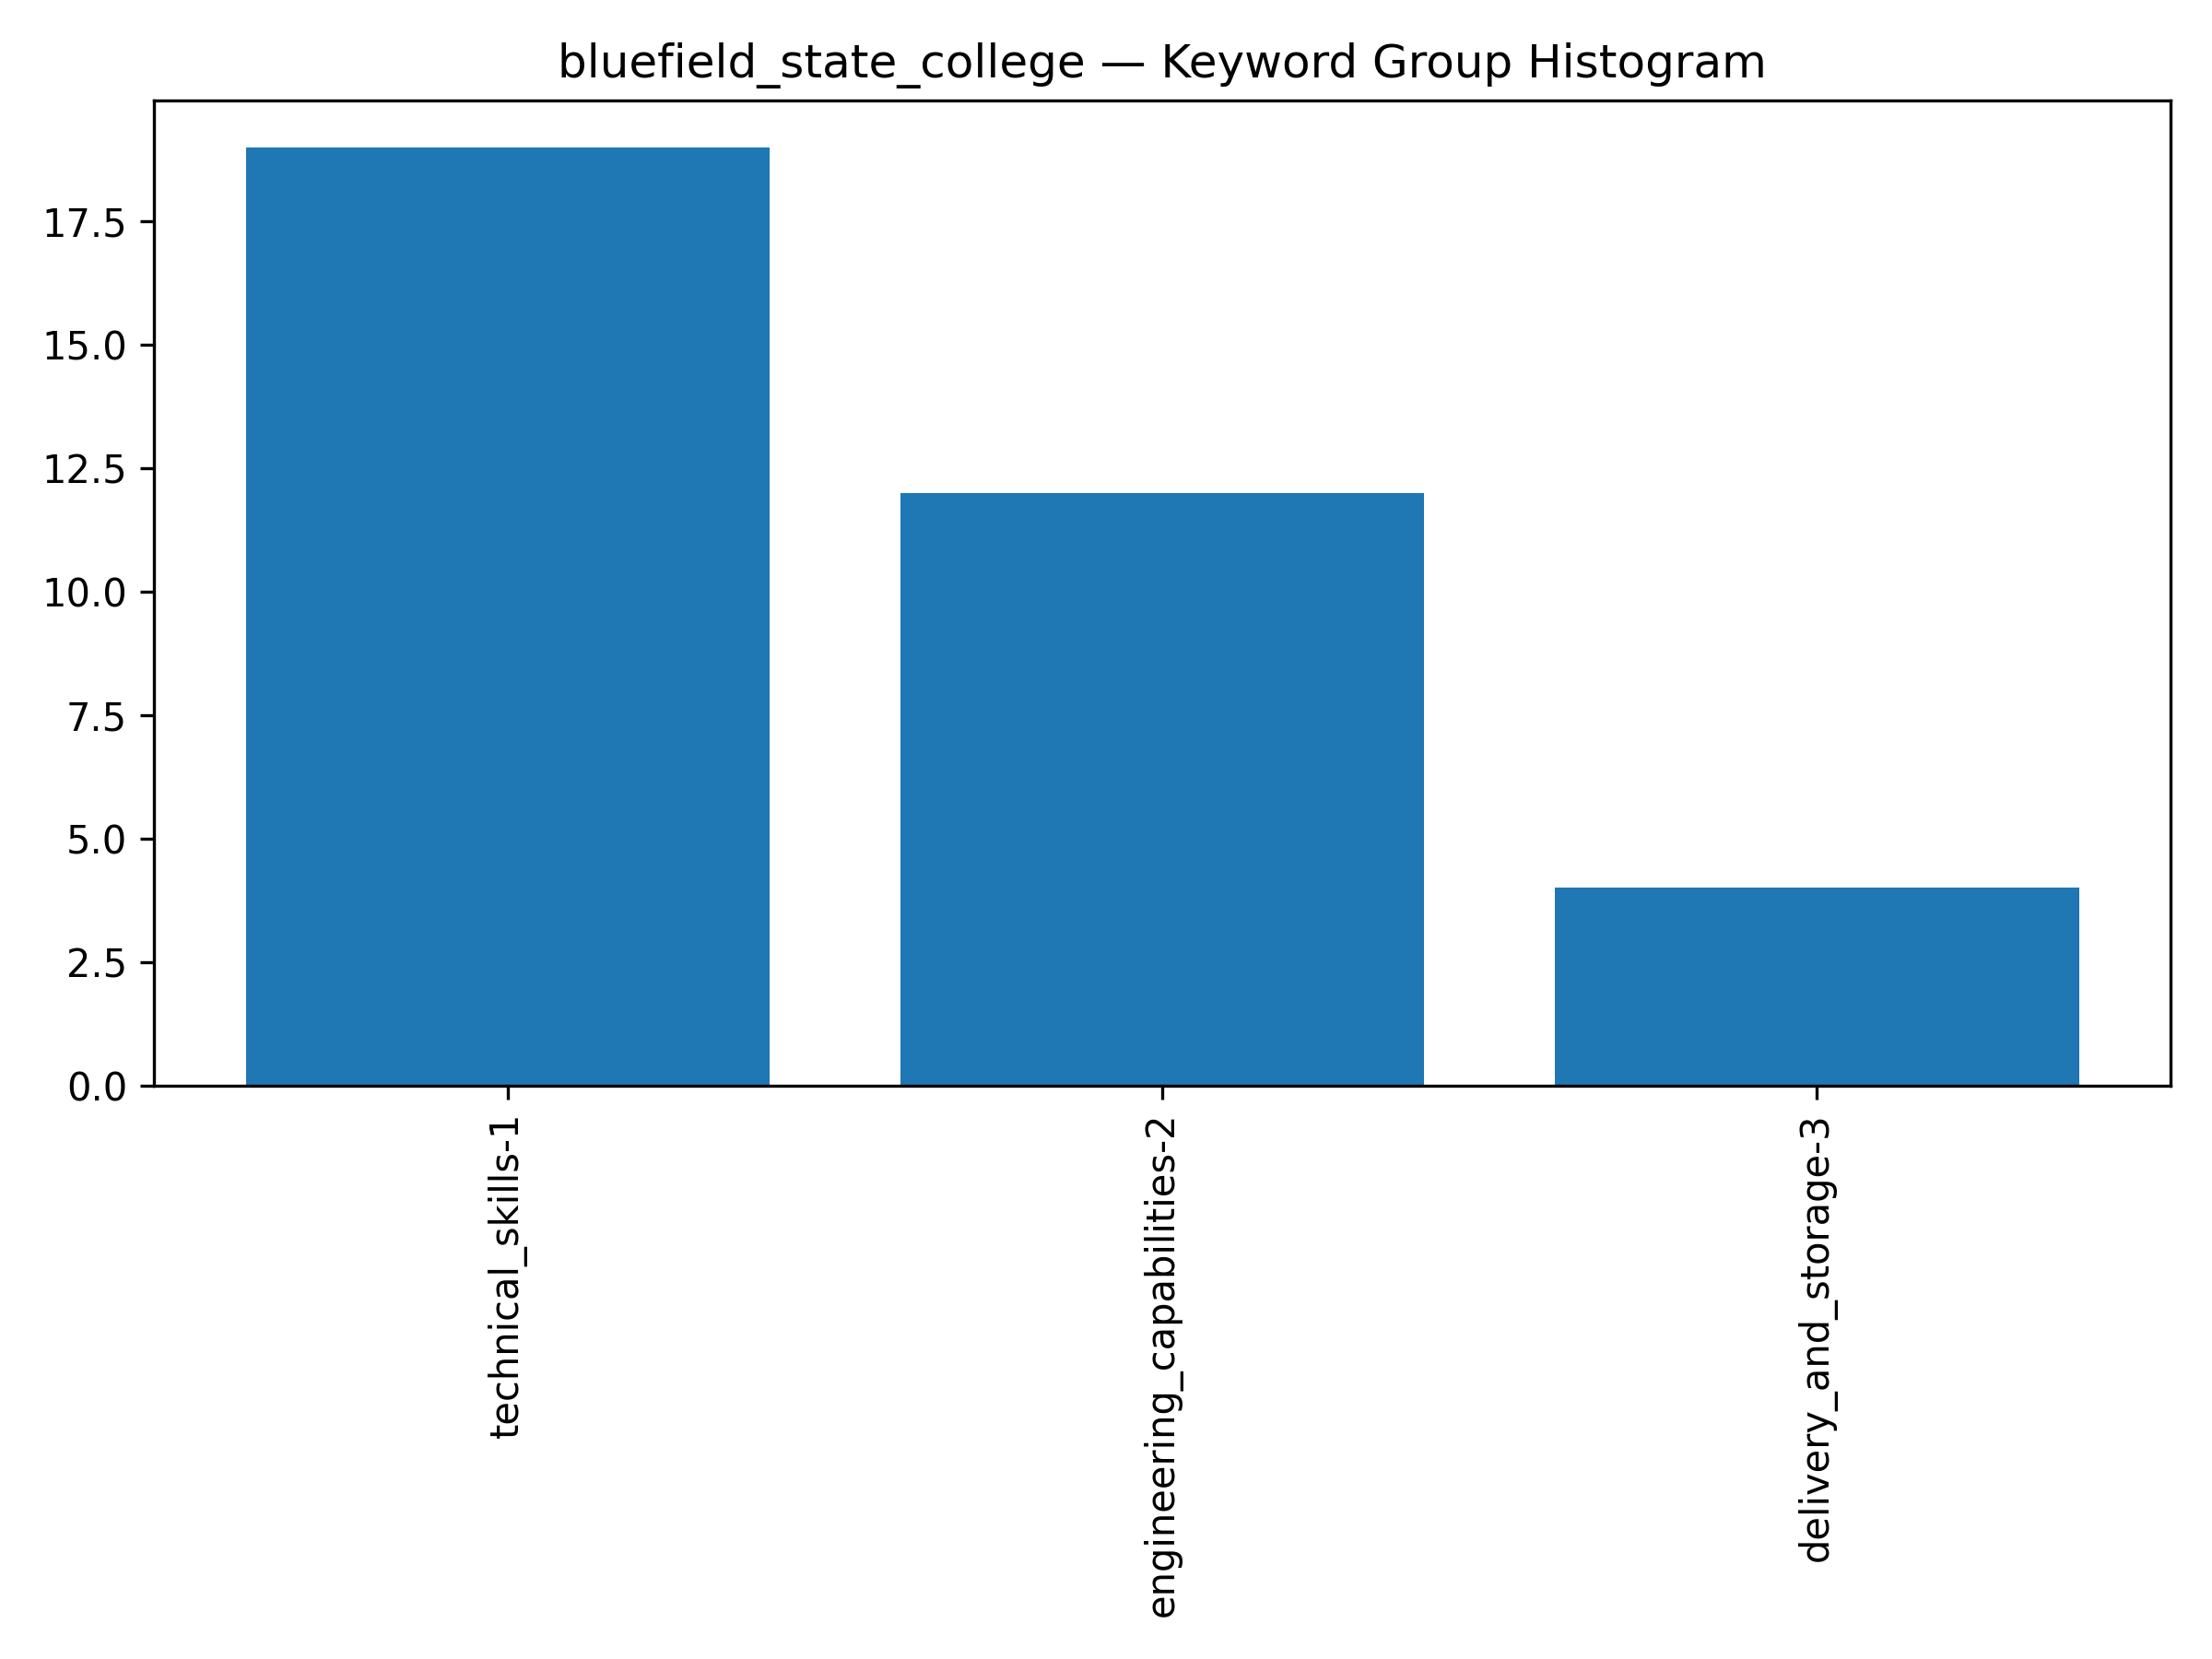 bluefield_state_college — Keyword Group Histogram
17.5
15.0
12.5
10.0
7.5
5.0
2.5
0.0
technical_skills-1
engineering_capabilities-2
delivery_and_storage-3